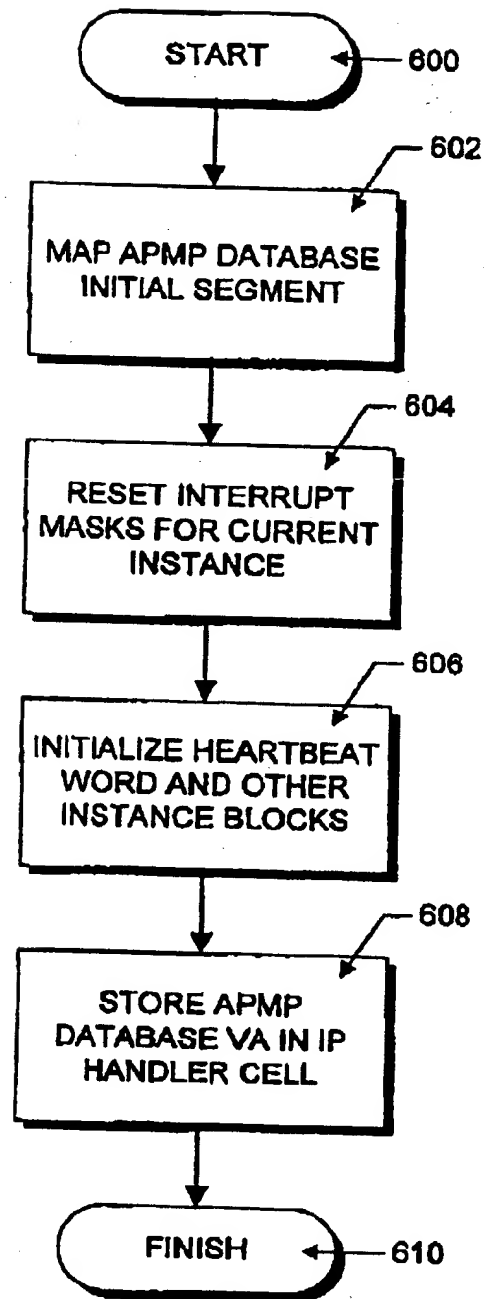 START
600
602
MAP APMP DATABASE
INITIAL SEGMENT
604
RESET INTERRUPT
MASKS FOR CURRENT
INSTANCE
606
INITIALIZE HEARTBEAT
WORD AND OTHER
INSTANCE BLOCKS
608
STORE APMP
DATABASE VA IN IP
HANDLER CELL
FINISH
610